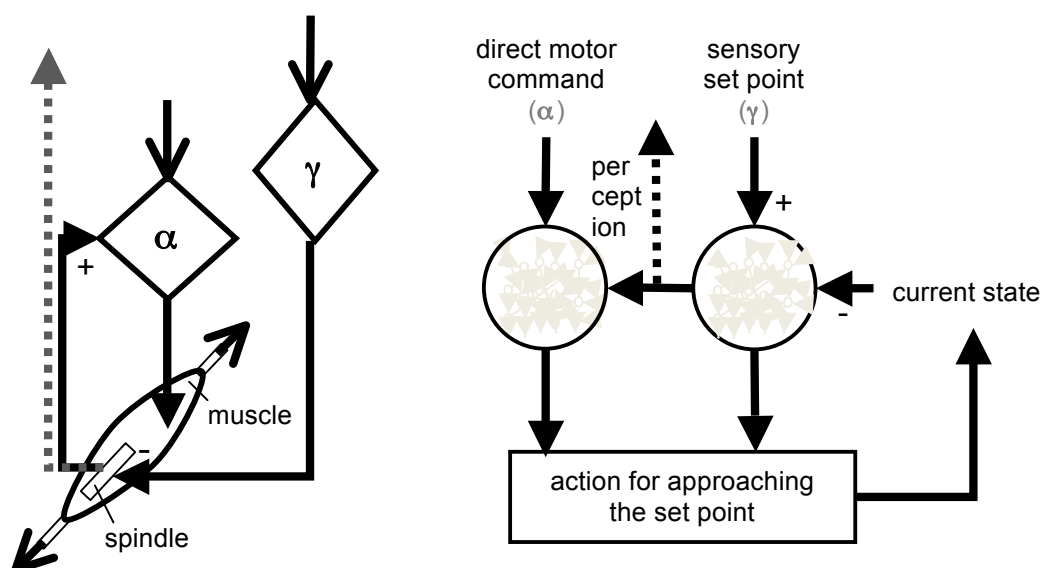 γ
α
+
-
muscle
spindle
direct motor
command
(α)
sensory
set point
(γ)
per
cept
ion
+
-
current state
action for approaching
the set point